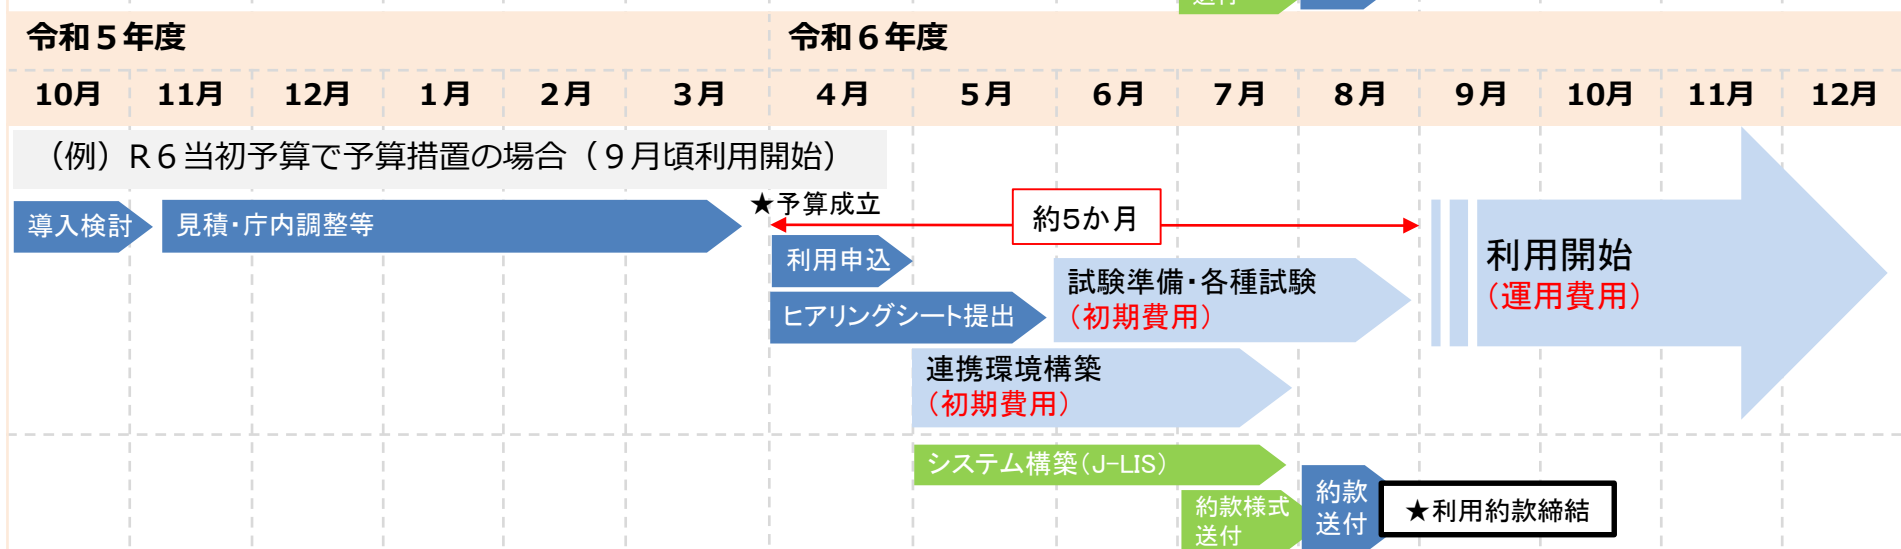 送付
令和５年度
令和６年度
10月 11月 12月 1月 2月 3月 4月 5月 6月 7月 8月 9月 10月 11月 12月
（例）Ｒ６当初予算で予算措置の場合（９月頃利用開始）
★予算成立
約5か月
導入検討
見積・庁内調整等
利用申込
ヒアリングシート提出
試験準備・各種試験
（初期費用）
利用開始
（運用費用）
連携環境構築
（初期費用）
システム構築（J-LIS）
約款様式
送付
約款
送付
★利用約款締結